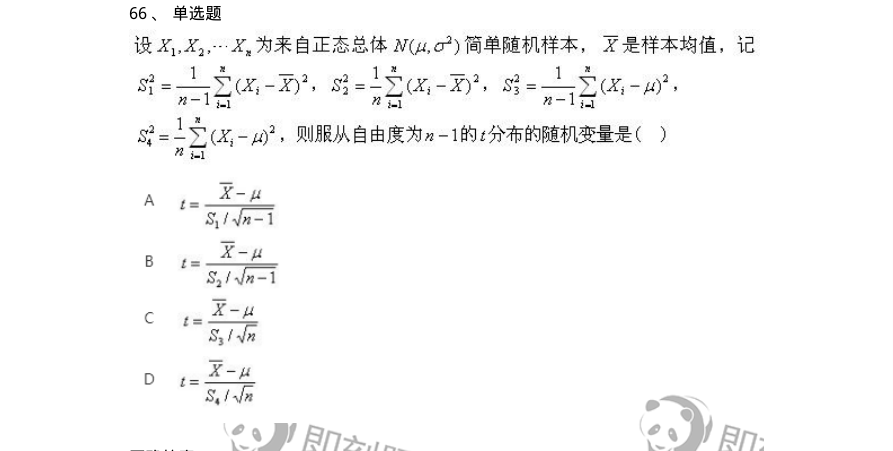 66、 单选题
设 X₁,X₂,⋯Xₙ 为来自正态总体 N(μ,σ²) 简单随机样本， X̄ 是样本均值，记
S₁² = 1/(n−1) ∑ᵢ₌₁ⁿ (Xᵢ − X̄)²， S₂² = 1/n ∑ᵢ₌₁ⁿ (Xᵢ − X̄)²， S₃² = 1/(n−1) ∑ᵢ₌₁ⁿ (Xᵢ − μ)²，
S₄² = 1/n ∑ᵢ₌₁ⁿ (Xᵢ − μ)²，则服从自由度为 n−1的 t分布的随机变量是( )
A t = (X̄ − μ)/(S₁/√(n−1))
B t = (X̄ − μ)/(S₂/√(n−1))
C t = (X̄ − μ)/(S₃/√n)
D t = (X̄ − μ)/(S₄/√n)